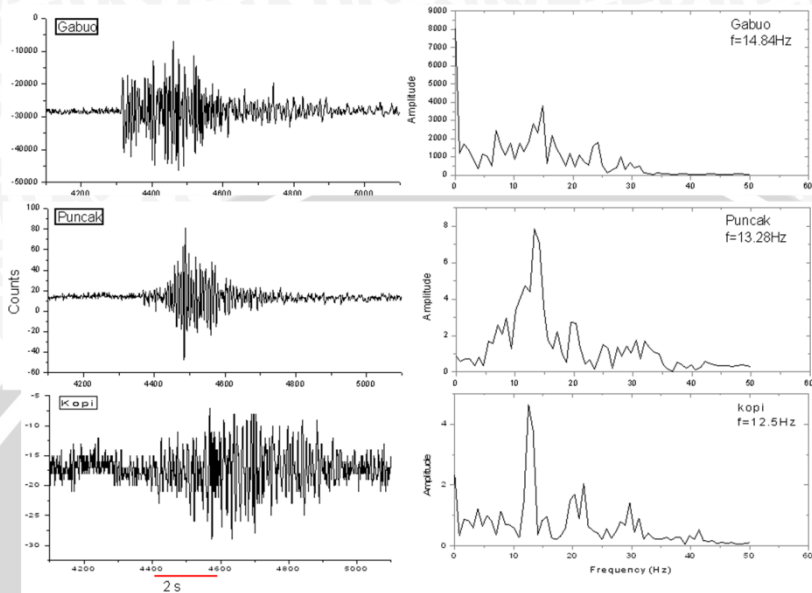 Gabuo
0
-10000
-20000
-30000
-40000
-50000
4200 4400 4600 4800 5000
Gabuo
f=14.84Hz
Amplitude
9000
8000
7000
6000
5000
4000
3000
2000
1000
0
0 10 20 30 40 50 60
Puncak
Counts
100
80
60
40
20
0
-20
-40
-60
4200 4400 4600 4800 5000
Puncak
f=13.28Hz
Amplitude
8
6
4
2
0
0 10 20 30 40 50 60
Kopi
-5
-10
-15
-20
-25
-30
4200 4400 4600 4800 5000
2 s
kopi
f=12.5Hz
Amplitude
4
2
0
0 10 20 30 40 50 60
Frequency (Hz)